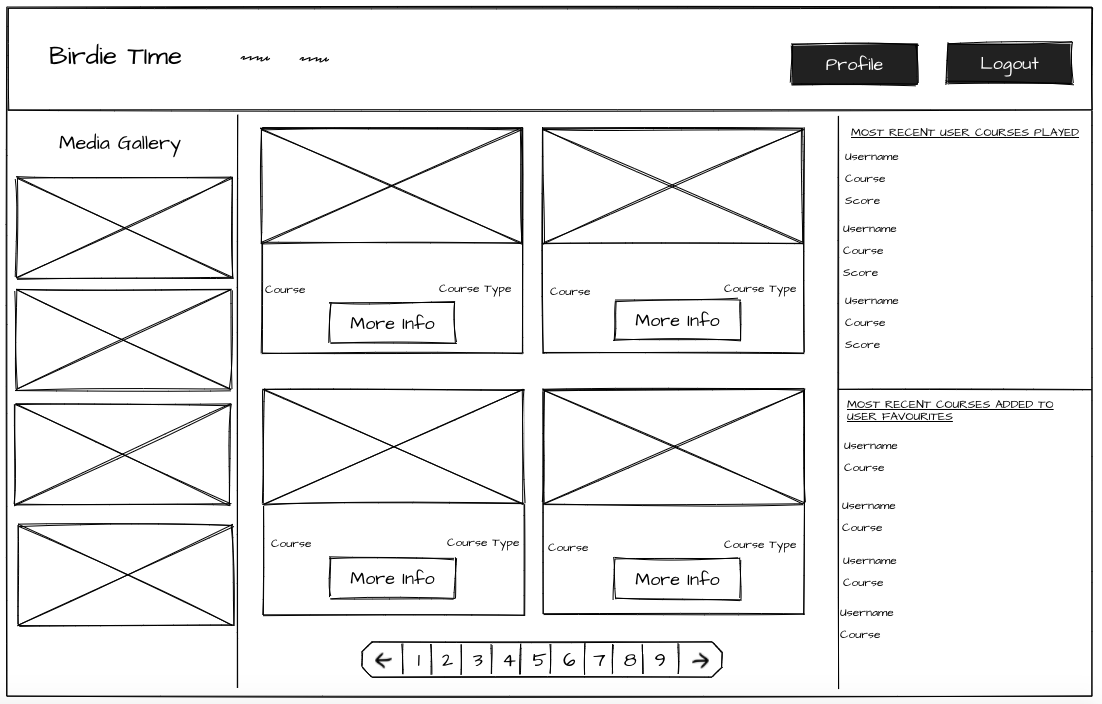 Birdie TIme
Profile
Logout
Media Gallery
Course
Course Type
More Info
Course
Course Type
More Info
Course
Course Type
More Info
Course
Course Type
More Info
← 1 2 3 4 5 6 7 8 9 →
MOST RECENT USER COURSES PLAYED
Username
Course
Score
Username
Course
Score
Username
Course
Score
MOST RECENT COURSES ADDED TO
USER FAVOURITES
Username
Course
Username
Course
Username
Course
Username
Course